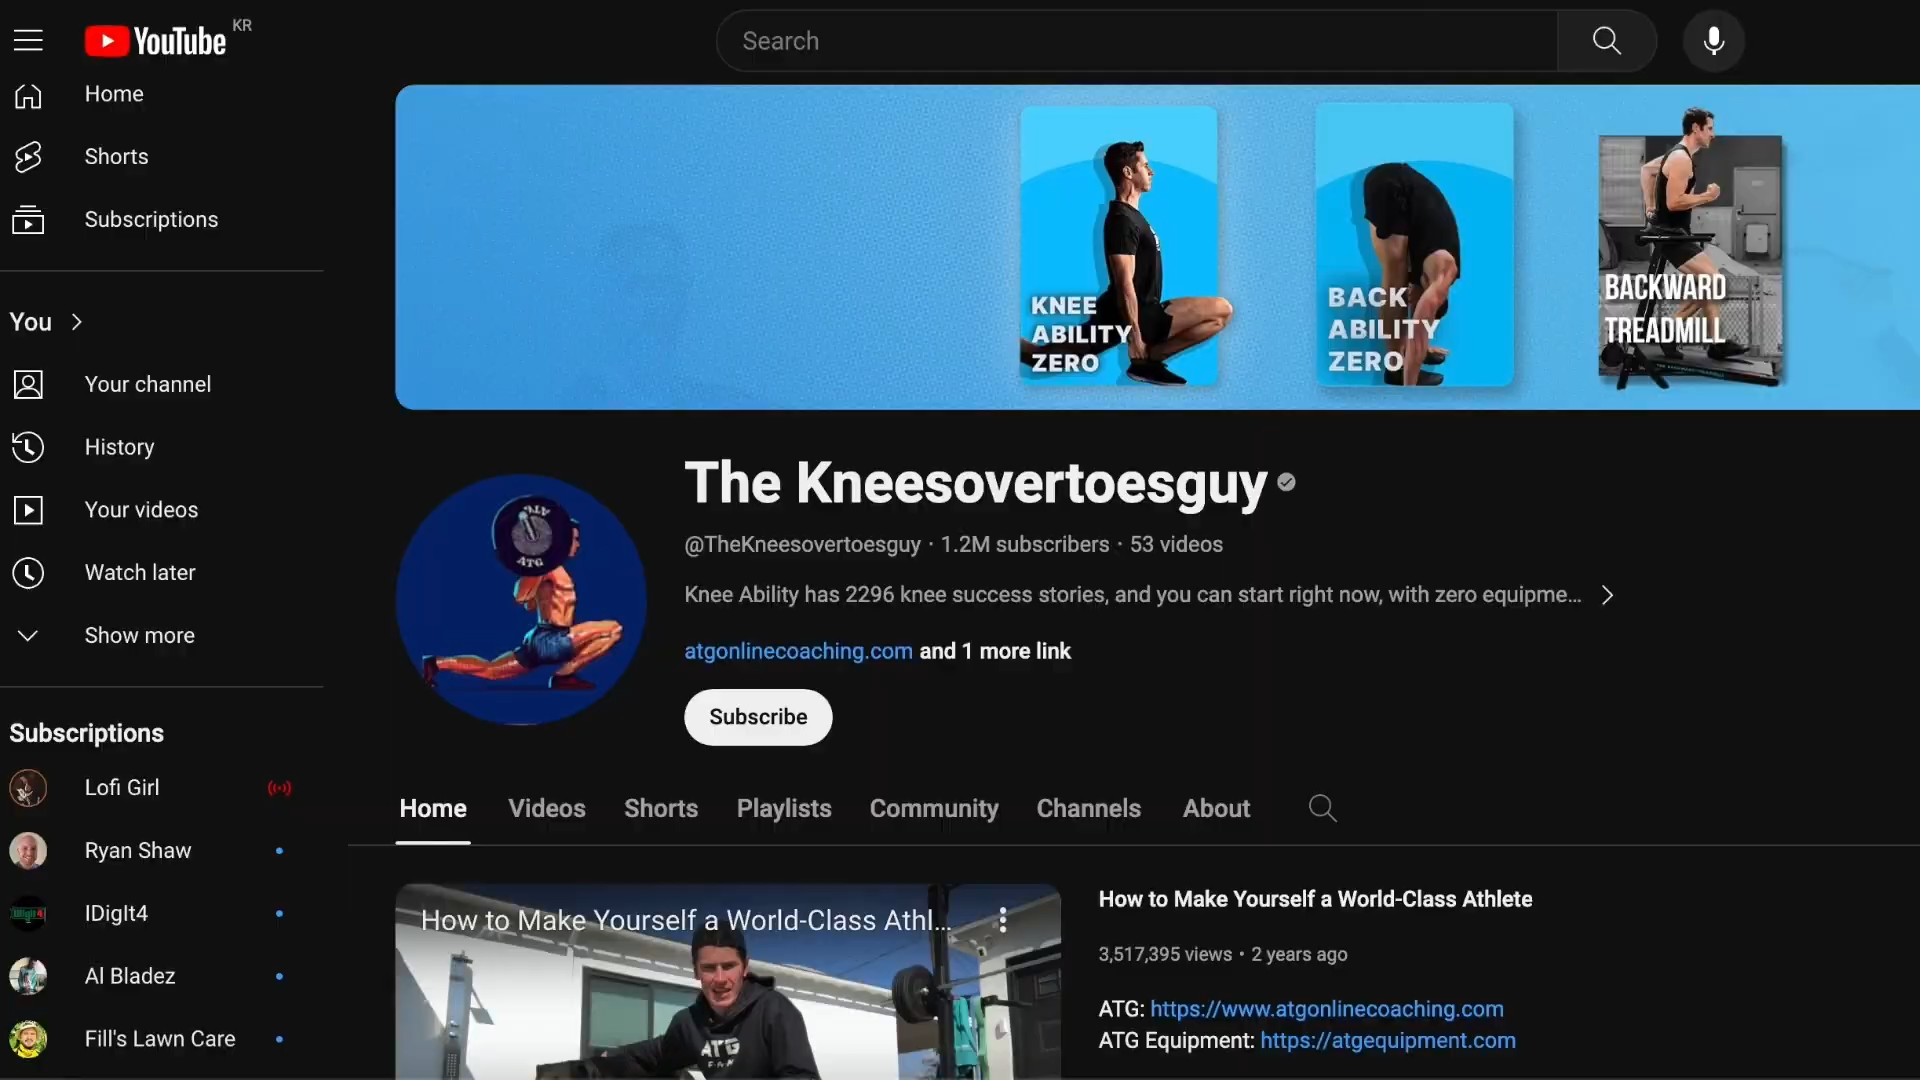 YouTube KR
Search
Home
Shorts
Subscriptions
You
Your channel
History
Your videos
Watch later
Show more
Subscriptions
Lofi Girl
Ryan Shaw
IDigIt4
Al Bladez
Fill's Lawn Care
KNEE
ABILITY
ZERO
BACK
ABILITY
ZERO
BACKWARD
TREADMILL
ATG
ATG
The Kneesovertoesguy
@TheKneesovertoesguy · 1.2M subscribers · 53 videos
Knee Ability has 2296 knee success stories, and you can start right now, with zero equipme...
atgonlinecoaching.com and 1 more link
Subscribe
Home
Videos
Shorts
Playlists
Community
Channels
About
How to Make Yourself a World-Class Athl...
ATG
How to Make Yourself a World-Class Athlete
3,517,395 views • 2 years ago
ATG: https://www.atgonlinecoaching.com
ATG Equipment: https://atgequipment.com